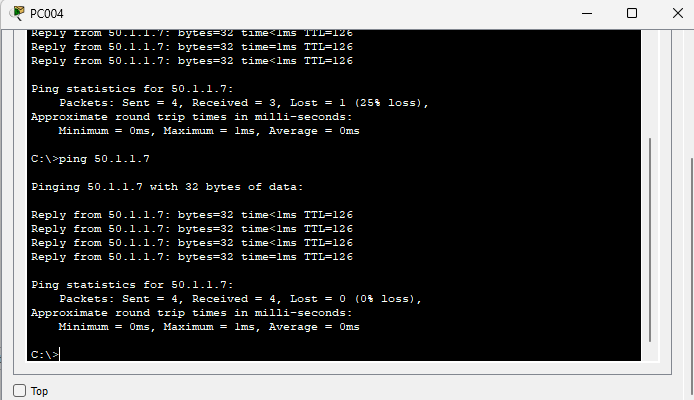 PC004
Reply from 50.1.1.7: bytes=32 time<1ms TTL=126
Reply from 50.1.1.7: bytes=32 time<1ms TTL=126
Reply from 50.1.1.7: bytes=32 time<1ms TTL=126
Ping statistics for 50.1.1.7:
Packets: Sent = 4, Received = 3, Lost = 1 (25% loss),
Approximate round trip times in milli-seconds:
Minimum = 0ms, Maximum = 1ms, Average = 0ms
C:\>ping 50.1.1.7
Pinging 50.1.1.7 with 32 bytes of data:
Reply from 50.1.1.7: bytes=32 time<1ms TTL=126
Reply from 50.1.1.7: bytes=32 time<1ms TTL=126
Reply from 50.1.1.7: bytes=32 time<1ms TTL=126
Reply from 50.1.1.7: bytes=32 time=1ms TTL=126
Ping statistics for 50.1.1.7:
Packets: Sent = 4, Received = 4, Lost = 0 (0% loss),
Approximate round trip times in milli-seconds:
Minimum = 0ms, Maximum = 1ms, Average = 0ms
C:\>
Top